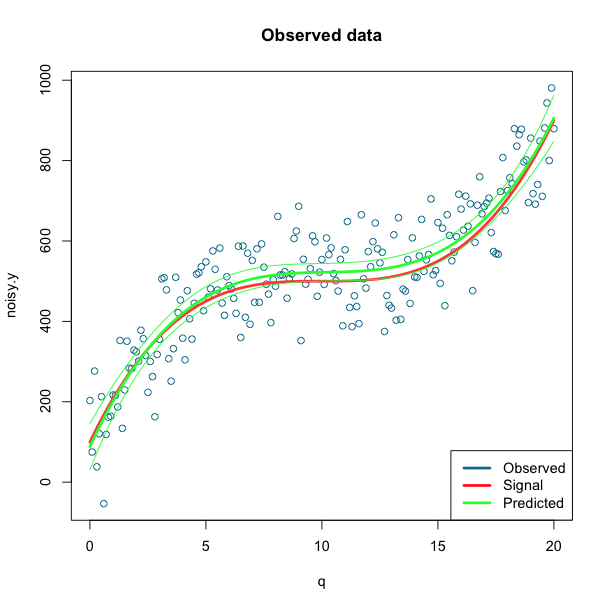 Observed data
noisy.y
1000
800
600
400
200
0
0 5 10 15 20
q
Observed
Signal
Predicted